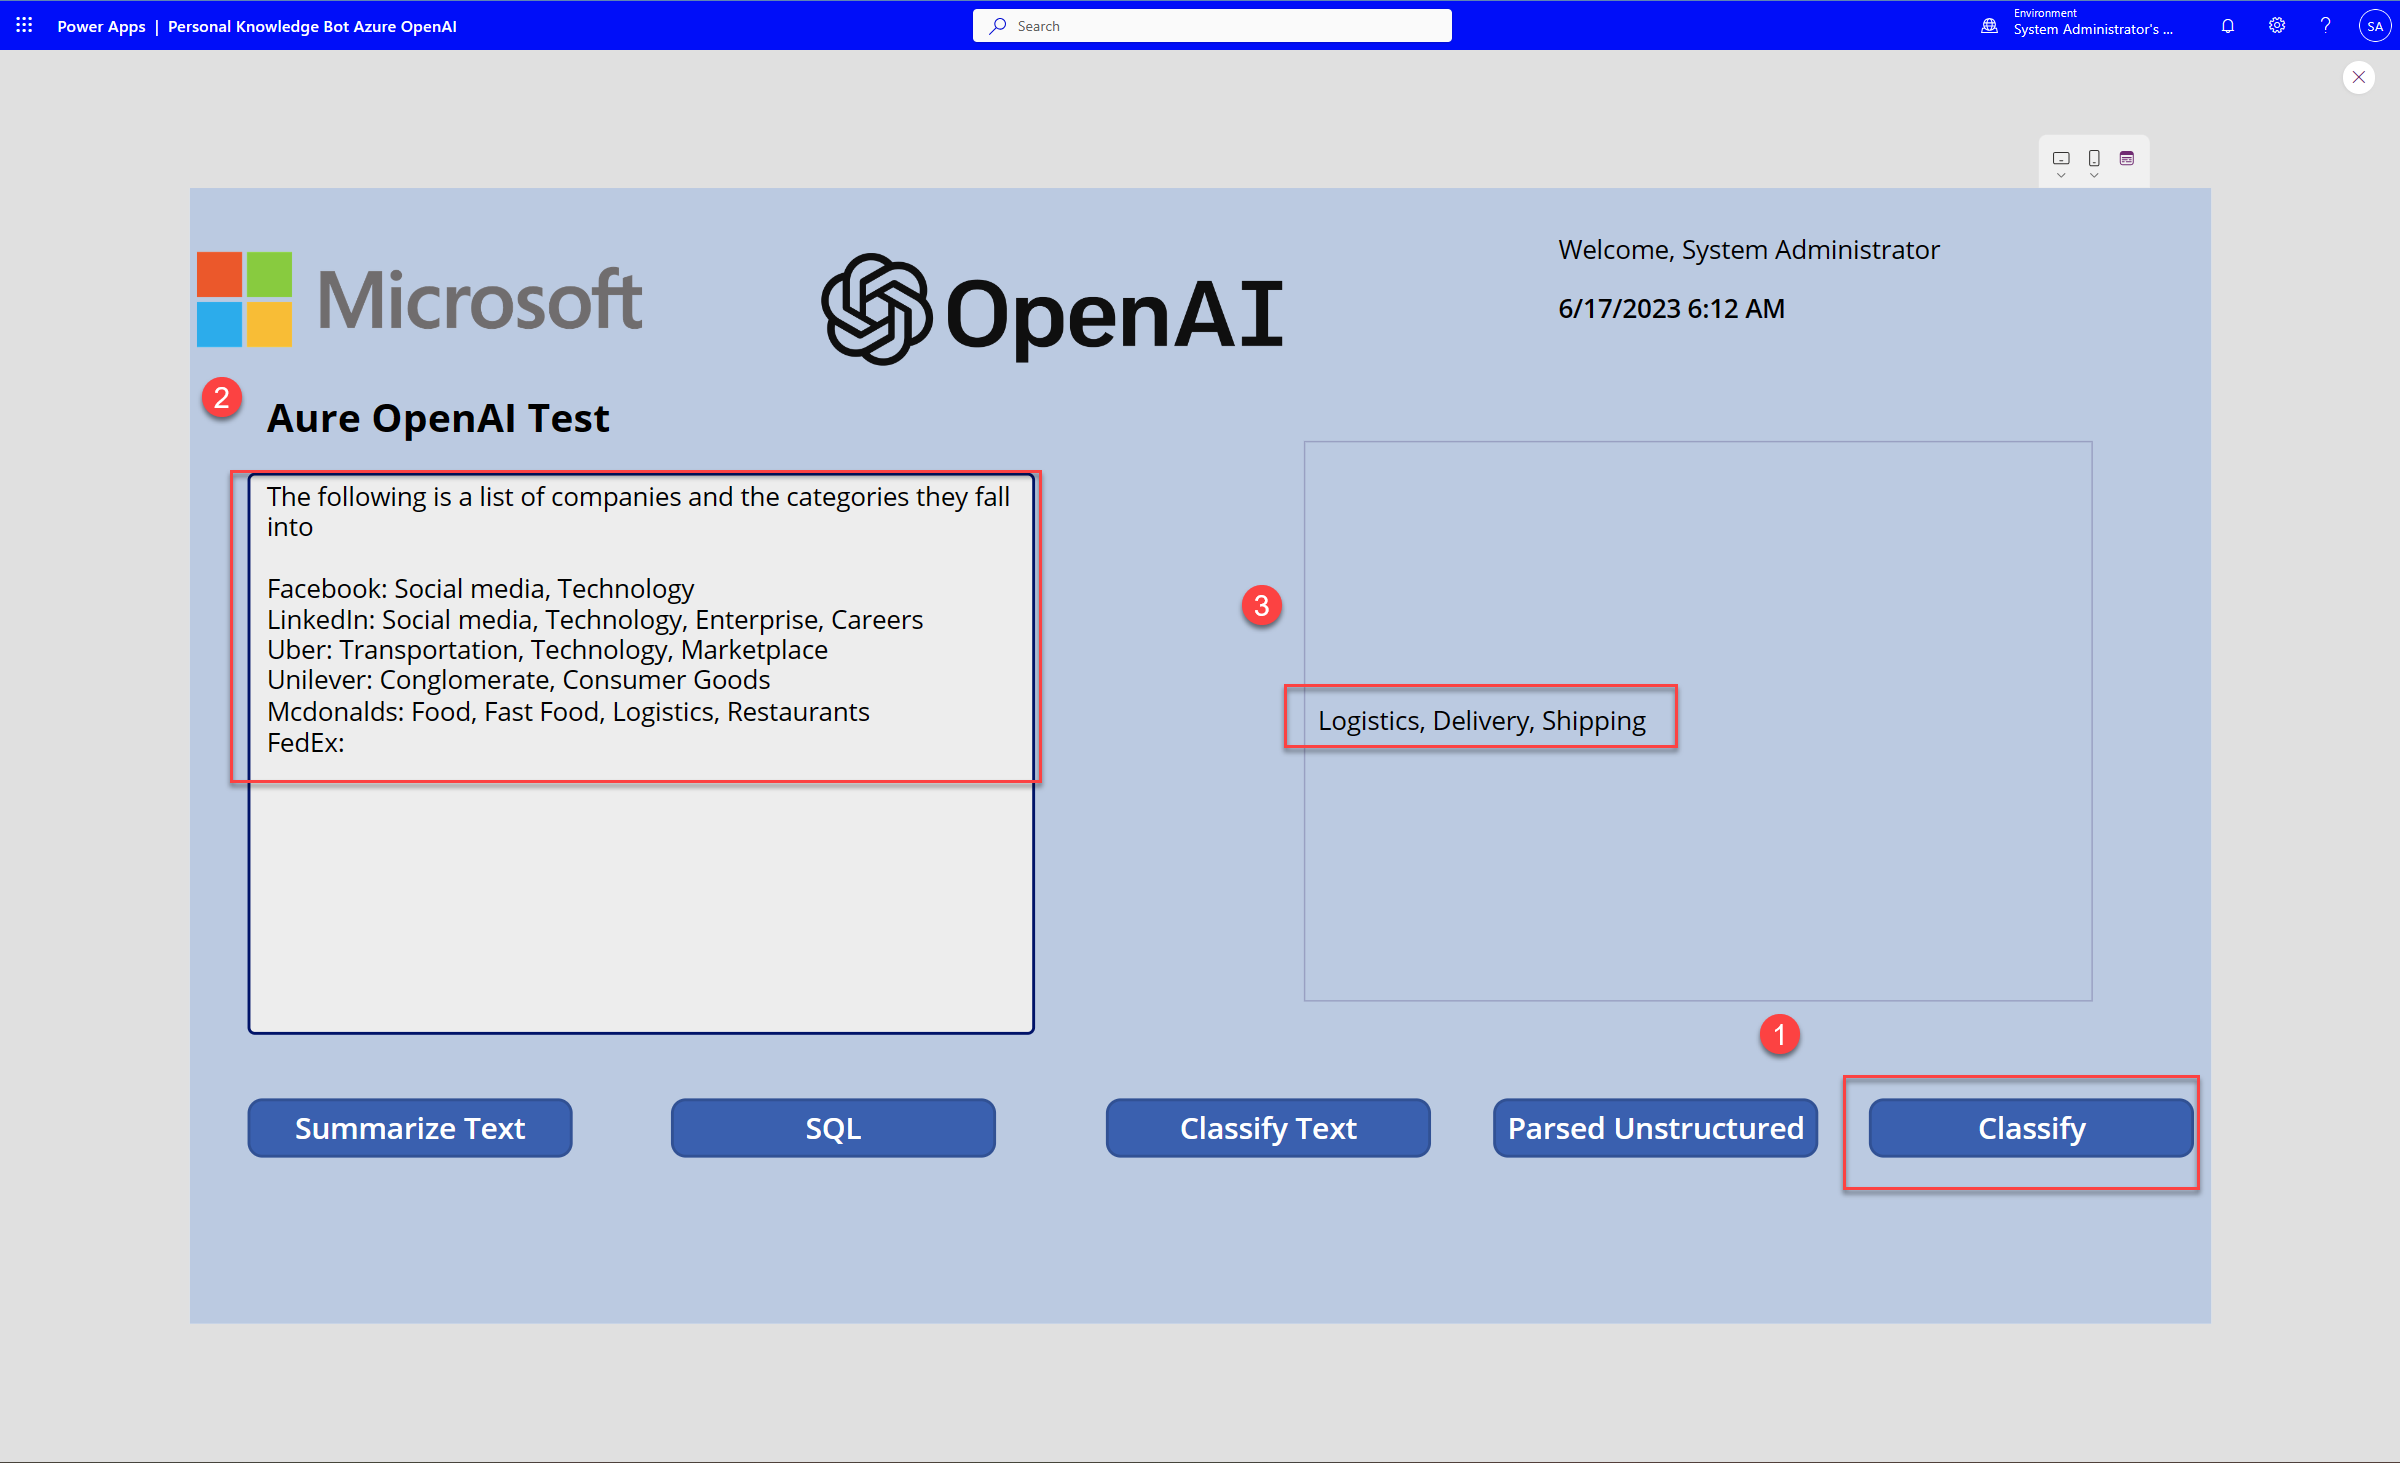 Power Apps | Personal Knowledge Bot Azure OpenAI
Search
Environment
System Administrator's ...
?
SA
Microsoft
OpenAI
Welcome, System Administrator
6/17/2023 6:12 AM
2
Aure OpenAI Test
The following is a list of companies and the categories they fall
into
Facebook: Social media, Technology
LinkedIn: Social media, Technology, Enterprise, Careers
Uber: Transportation, Technology, Marketplace
Unilever: Conglomerate, Consumer Goods
Mcdonalds: Food, Fast Food, Logistics, Restaurants
FedEx:
3
Logistics, Delivery, Shipping
1
Summarize Text
SQL
Classify Text
Parsed Unstructured
Classify